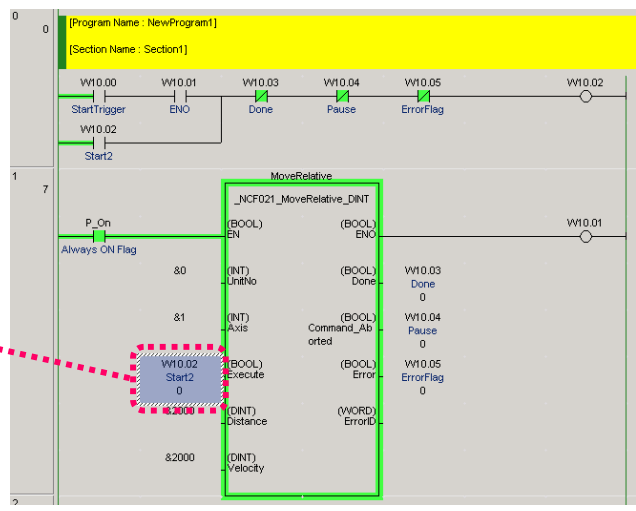 0
0
[Program Name : NewProgram1]
[Section Name : Section1]
W10.00 W10.01 W10.03 W10.04 W10.05 W10.02
StartTrigger ENO Done Pause ErrorFlag
W10.02
Start2
1
7
MoveRelative
_NCF021_MoveRelative_DINT
P_On (BOOL) (BOOL) W10.01
EN ENO
Always ON Flag
&0 (INT) (BOOL) W10.03
UnitNo Done Done
0
&1 (INT) (BOOL) W10.04
Axis Command_Ab Pause
orted 0
W10.02 (BOOL) (BOOL) W10.05
Start2 Execute Error ErrorFlag
0 0
&2000 (DINT) (WORD)
Distance ErrorID
&2000 (DINT)
Velocity
2